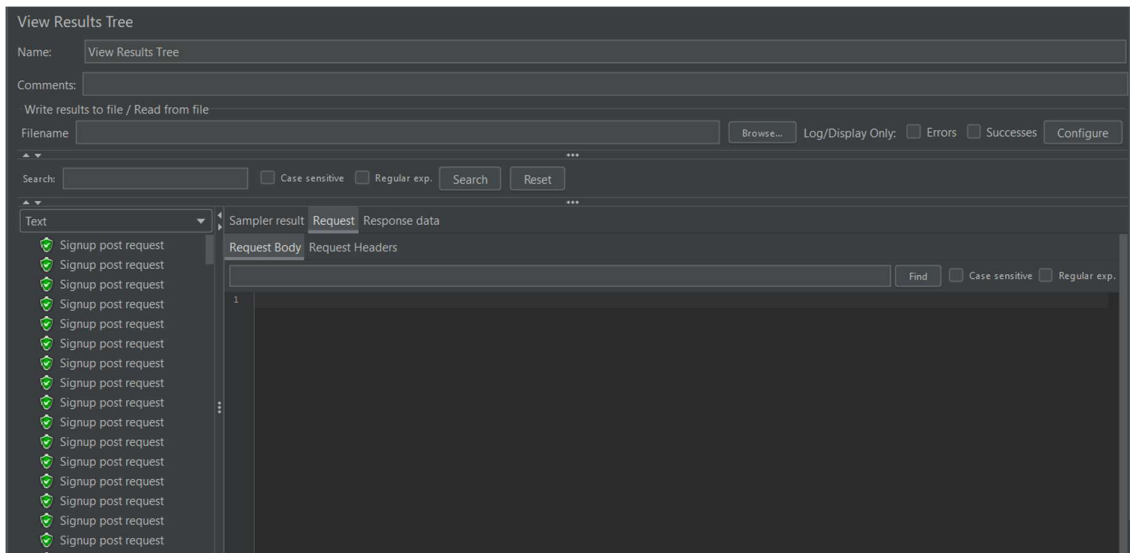 View Results Tree
Name: View Results Tree
Comments:
Write results to file / Read from file
Filename Browse... Log/Display Only: Errors Successes Configure
Search: Case sensitive Regular exp. Search Reset
Text Sampler result Request Response data
Signup post request Request Body Request Headers
Signup post request
Signup post request Find Case sensitive Regular exp.
Signup post request 1
Signup post request
Signup post request
Signup post request
Signup post request
Signup post request
Signup post request
Signup post request
Signup post request
Signup post request
Signup post request
Signup post request
Signup post request